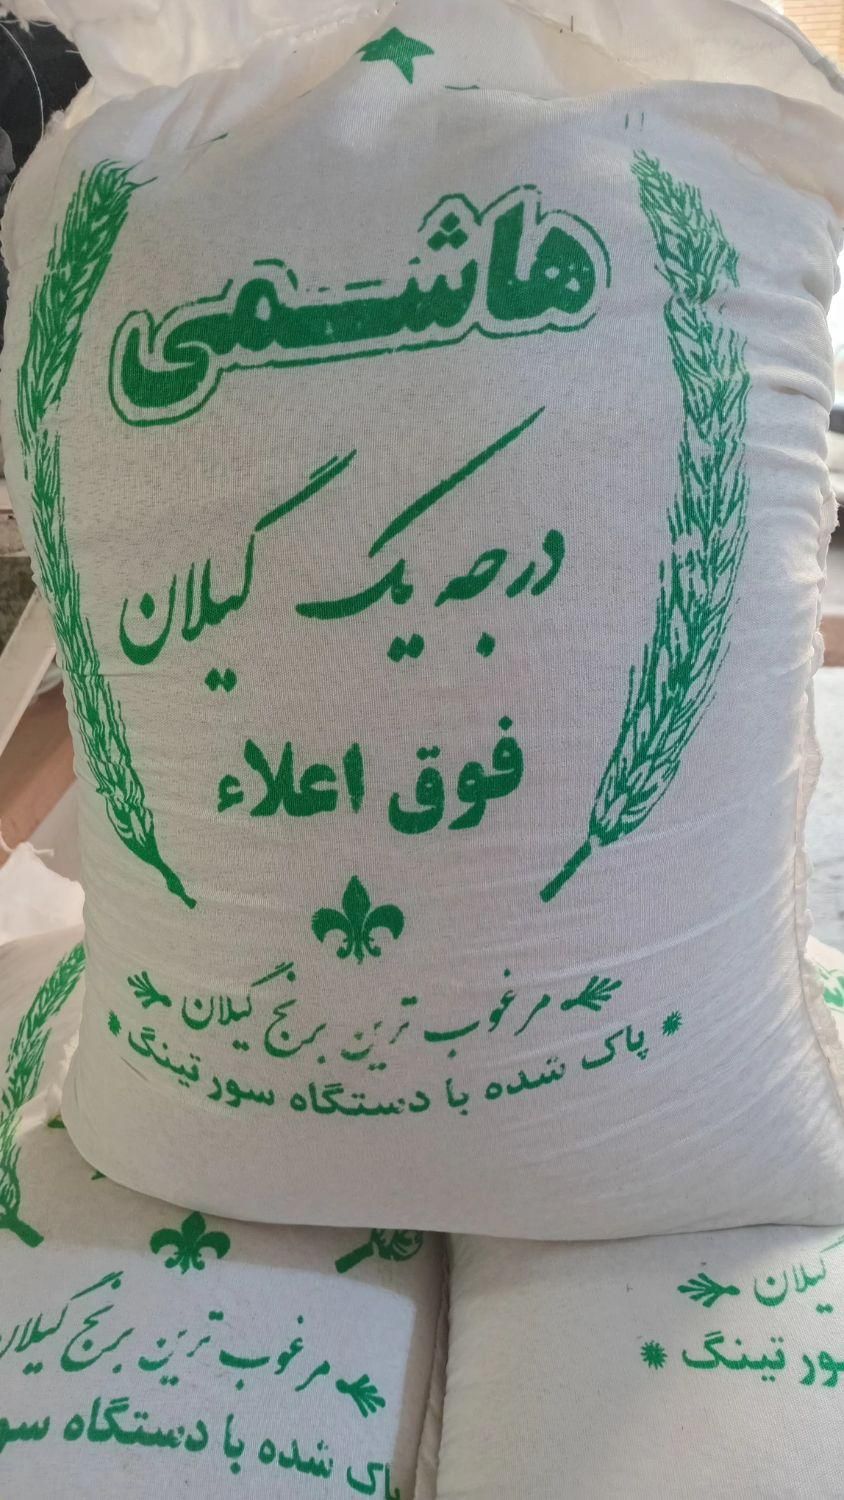 هاشمی
درجه یک گیلان
فوق اعلاء
مرغوب ترین برنج گیلان
پاک شده با دستگاه سورتینگ
مرغوب ترین برنج گیلان
پاک شده با دستگاه سو
گیلان
سورتینگ